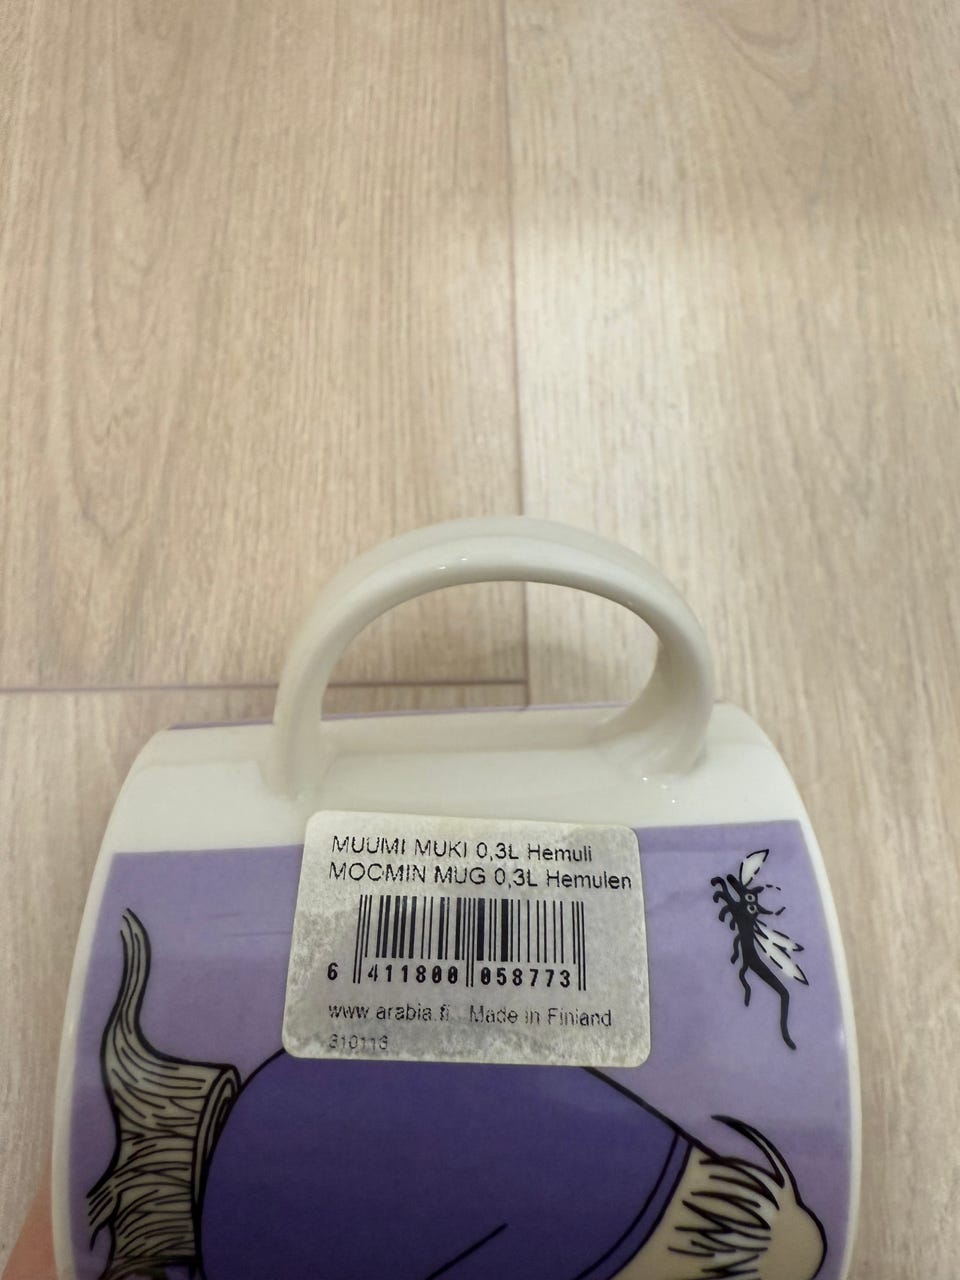 MUUMI MUKI 0,3L Hemuli
MOOMIN MUG 0,3L Hemulen
6 411800 058773
www.arabia.fi Made in Finland